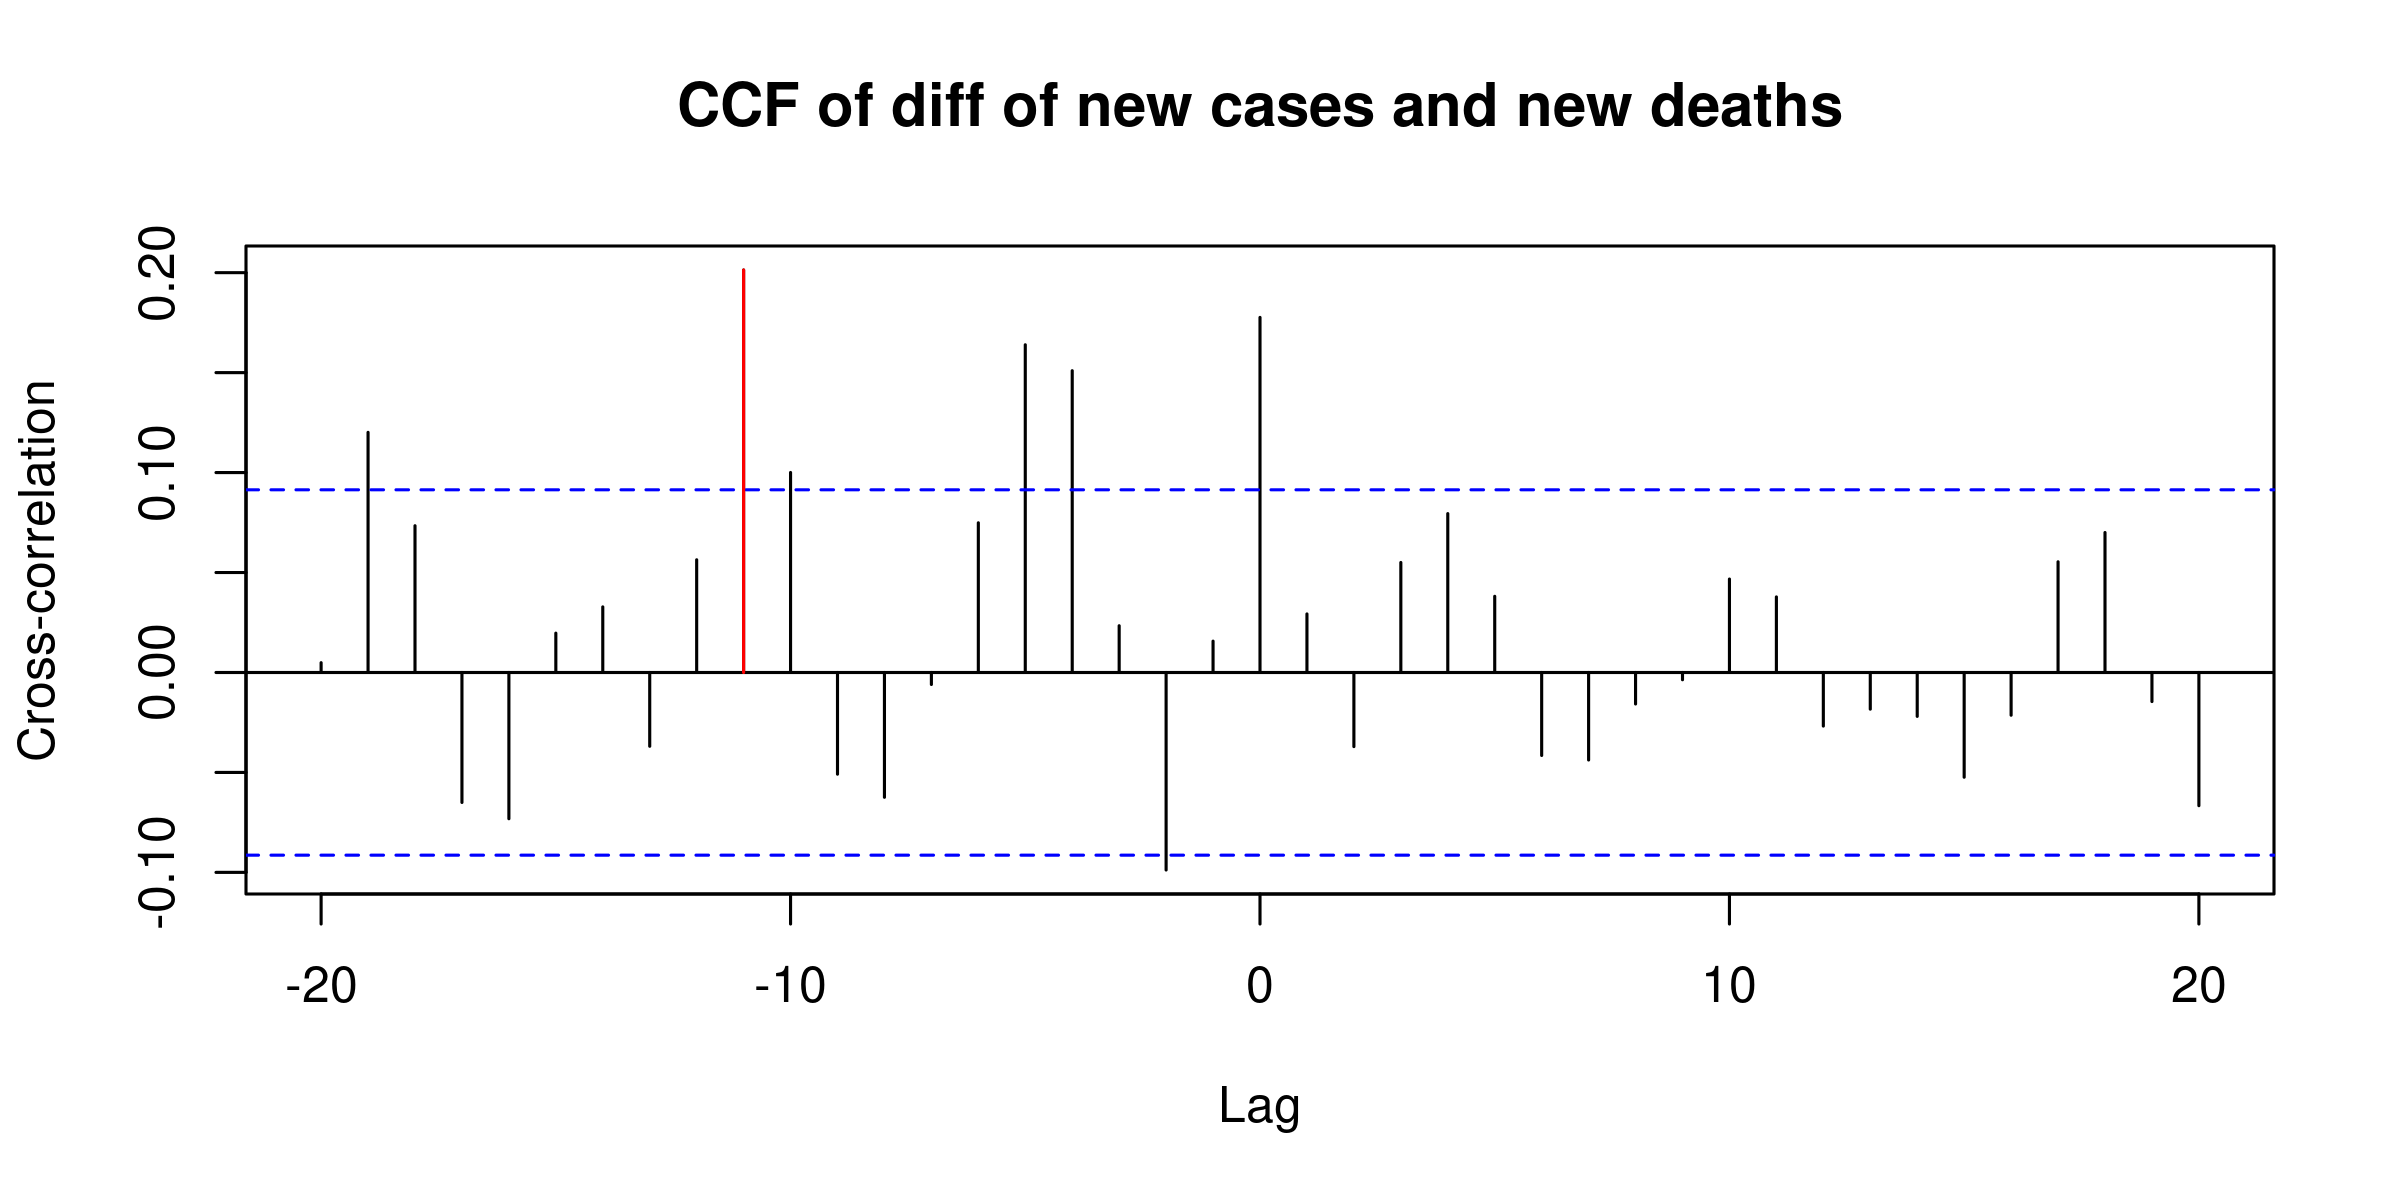 CCF of diff of new cases and new deaths
Cross-correlation
0.20
0.10
0.00
-0.10
-20 -10 0 10 20
Lag